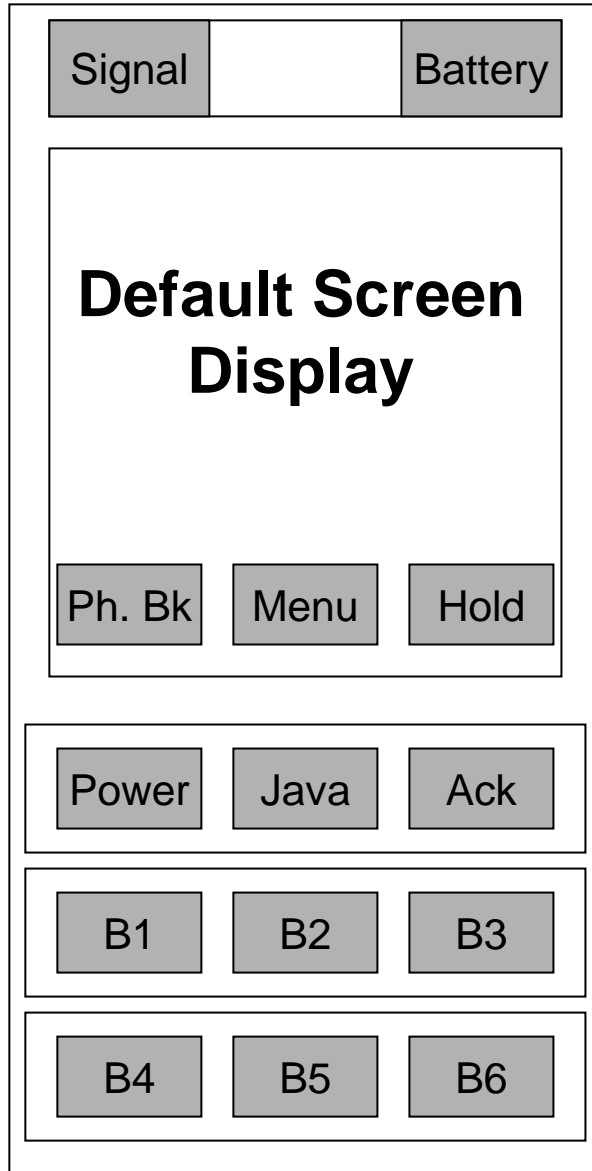 Signal Battery
Default Screen
Display
Ph. Bk Menu Hold
Power Java Ack
B1 B2 B3
B4 B5 B6